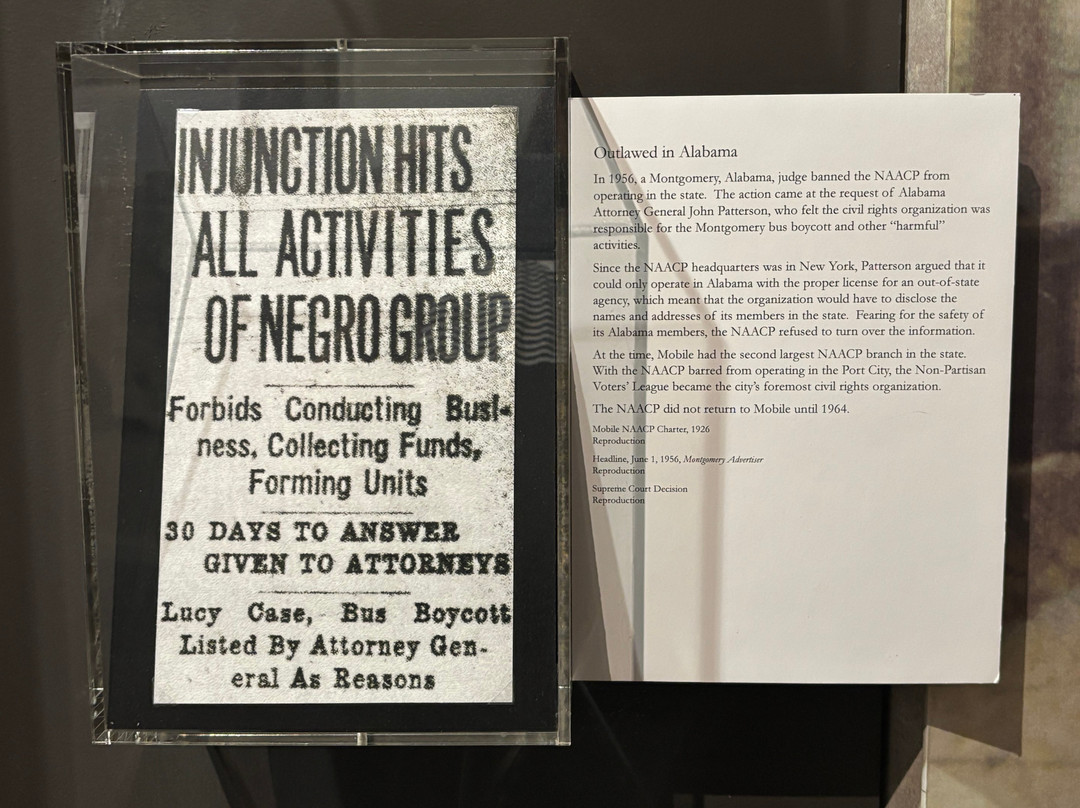 INJUNCTION HITS
ALL ACTIVITIES
OF NEGRO GROUP
Forbids Conducting Busi-
ness, Collecting Funds,
Forming Units
30 DAYS TO ANSWER
GIVEN TO ATTORNEYS
Lucy Case, Bus Boycott
Listed By Attorney Gen-
eral As Reasons
Outlawed in Alabama
In 1956, a Montgomery, Alabama, judge banned the NAACP from
operating in the state. The action came at the request of Alabama
Attorney General John Patterson, who felt the civil rights organization was
responsible for the Montgomery bus boycott and other “harmful”
activities.
Since the NAACP headquarters was in New York, Patterson argued that it
could only operate in Alabama with the proper license for an out-of-state
agency, which meant that the organization would have to disclose the
names and addresses of its members in the state. Fearing for the safety of
its Alabama members, the NAACP refused to turn over the information.
At the time, Mobile had the second largest NAACP branch in the state.
With the NAACP barred from operating in the Port City, the Non-Partisan
Voters’ League became the city’s foremost civil rights organization.
The NAACP did not return to Mobile until 1964.
Mobile NAACP Charter, 1926
Reproduction
Headline, June 1, 1956, Montgomery Advertiser
Reproduction
Supreme Court Decision
Reproduction